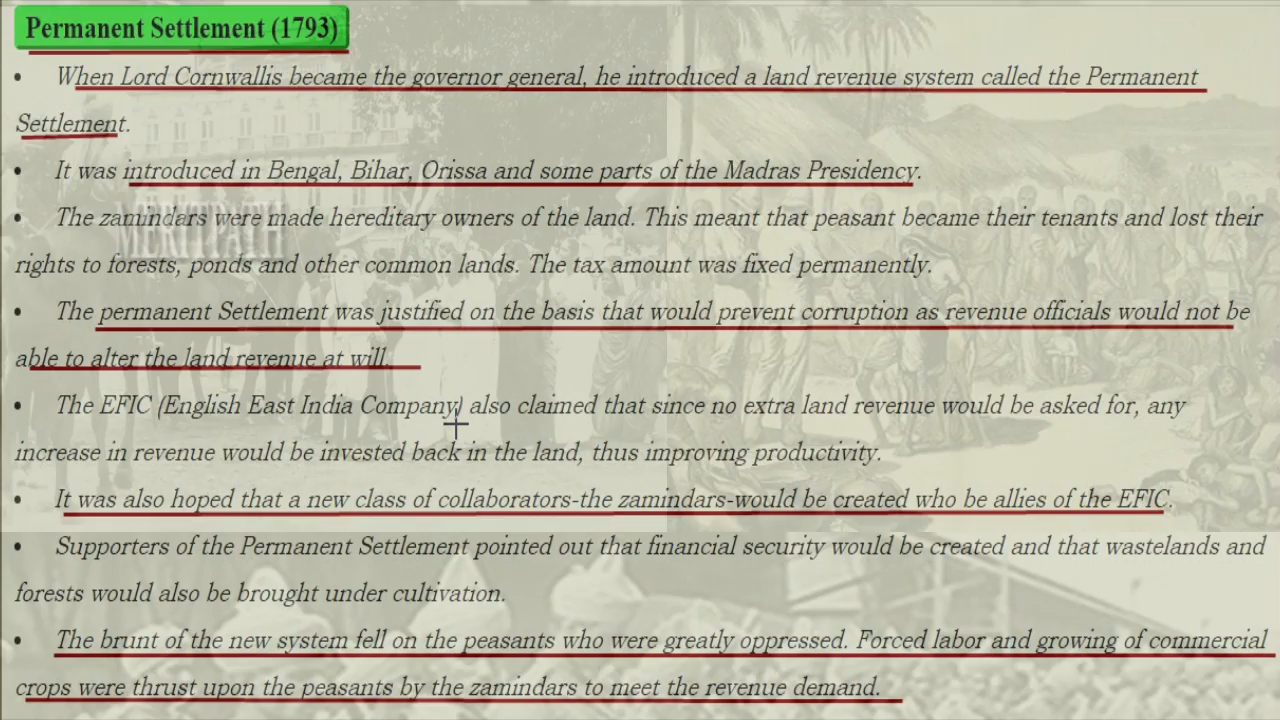 Permanent Settlement (1793)
• When Lord Cornwallis became the governor general, he introduced a land revenue system called the Permanent
Settlement.
• It was introduced in Bengal, Bihar, Orissa and some parts of the Madras Presidency.
• The zamindars were made hereditary owners of the land. This meant that peasant became their tenants and lost their
rights to forests, ponds and other common lands. The tax amount was fixed permanently.
• The permanent Settlement was justified on the basis that would prevent corruption as revenue officials would not be
able to alter the land revenue at will.
• The EFIC (English East India Company) also claimed that since no extra land revenue would be asked for, any
increase in revenue would be invested back in the land, thus improving productivity.
• It was also hoped that a new class of collaborators-the zamindars-would be created who be allies of the EFIC.
• Supporters of the Permanent Settlement pointed out that financial security would be created and that wastelands and
forests would also be brought under cultivation.
• The brunt of the new system fell on the peasants who were greatly oppressed. Forced labor and growing of commercial
crops were thrust upon the peasants by the zamindars to meet the revenue demand.